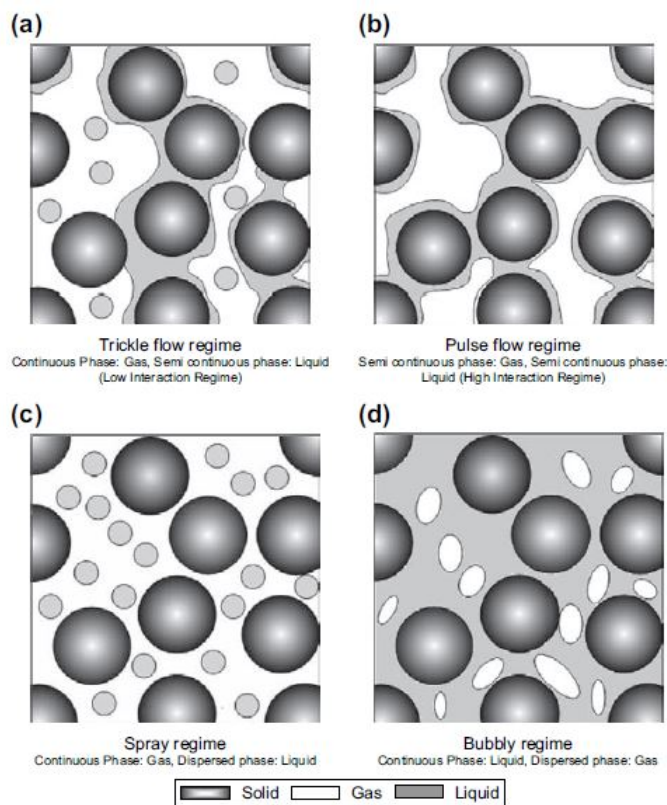 (a)
(b)
Trickle flow regime
Continuous Phase: Gas, Semi continuous phase: Liquid
(Low Interaction Regime)
Pulse flow regime
Semi continuous phase: Gas, Semi continuous phase:
Liquid (High Interaction Regime)
(c)
(d)
Spray regime
Continuous Phase: Gas, Dispersed phase: Liquid
Bubbly regime
Continuous Phase: Liquid, Dispersed phase: Gas
Solid Gas Liquid